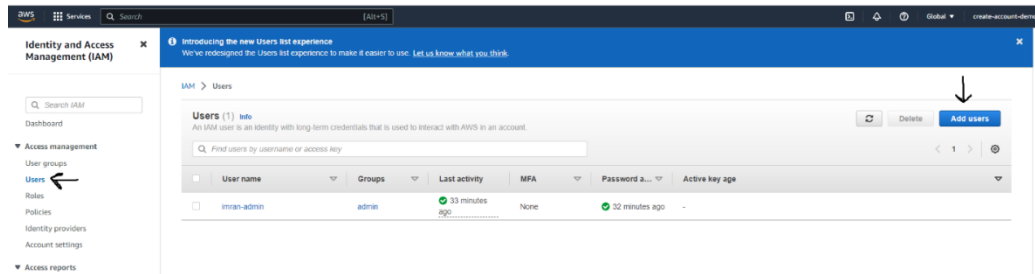 aws Services Search [Alt+S] Global create-account-demo
Identity and Access
Management (IAM)
Search IAM
Dashboard
Access management
User groups
Users
Roles
Policies
Identity providers
Account settings
Access reports
Introducing the new Users list experience
We've redesigned the Users list experience to make it easier to use. Let us know what you think.
IAM > Users
Users (1) Info
An IAM user is an identity with long-term credentials that is used to interact with AWS in an account.
Delete Add users
Find users by username or access key
< 1 >
User name Groups Last activity MFA Password a... Active key age
imran-admin admin 33 minutes ago None 32 minutes ago -